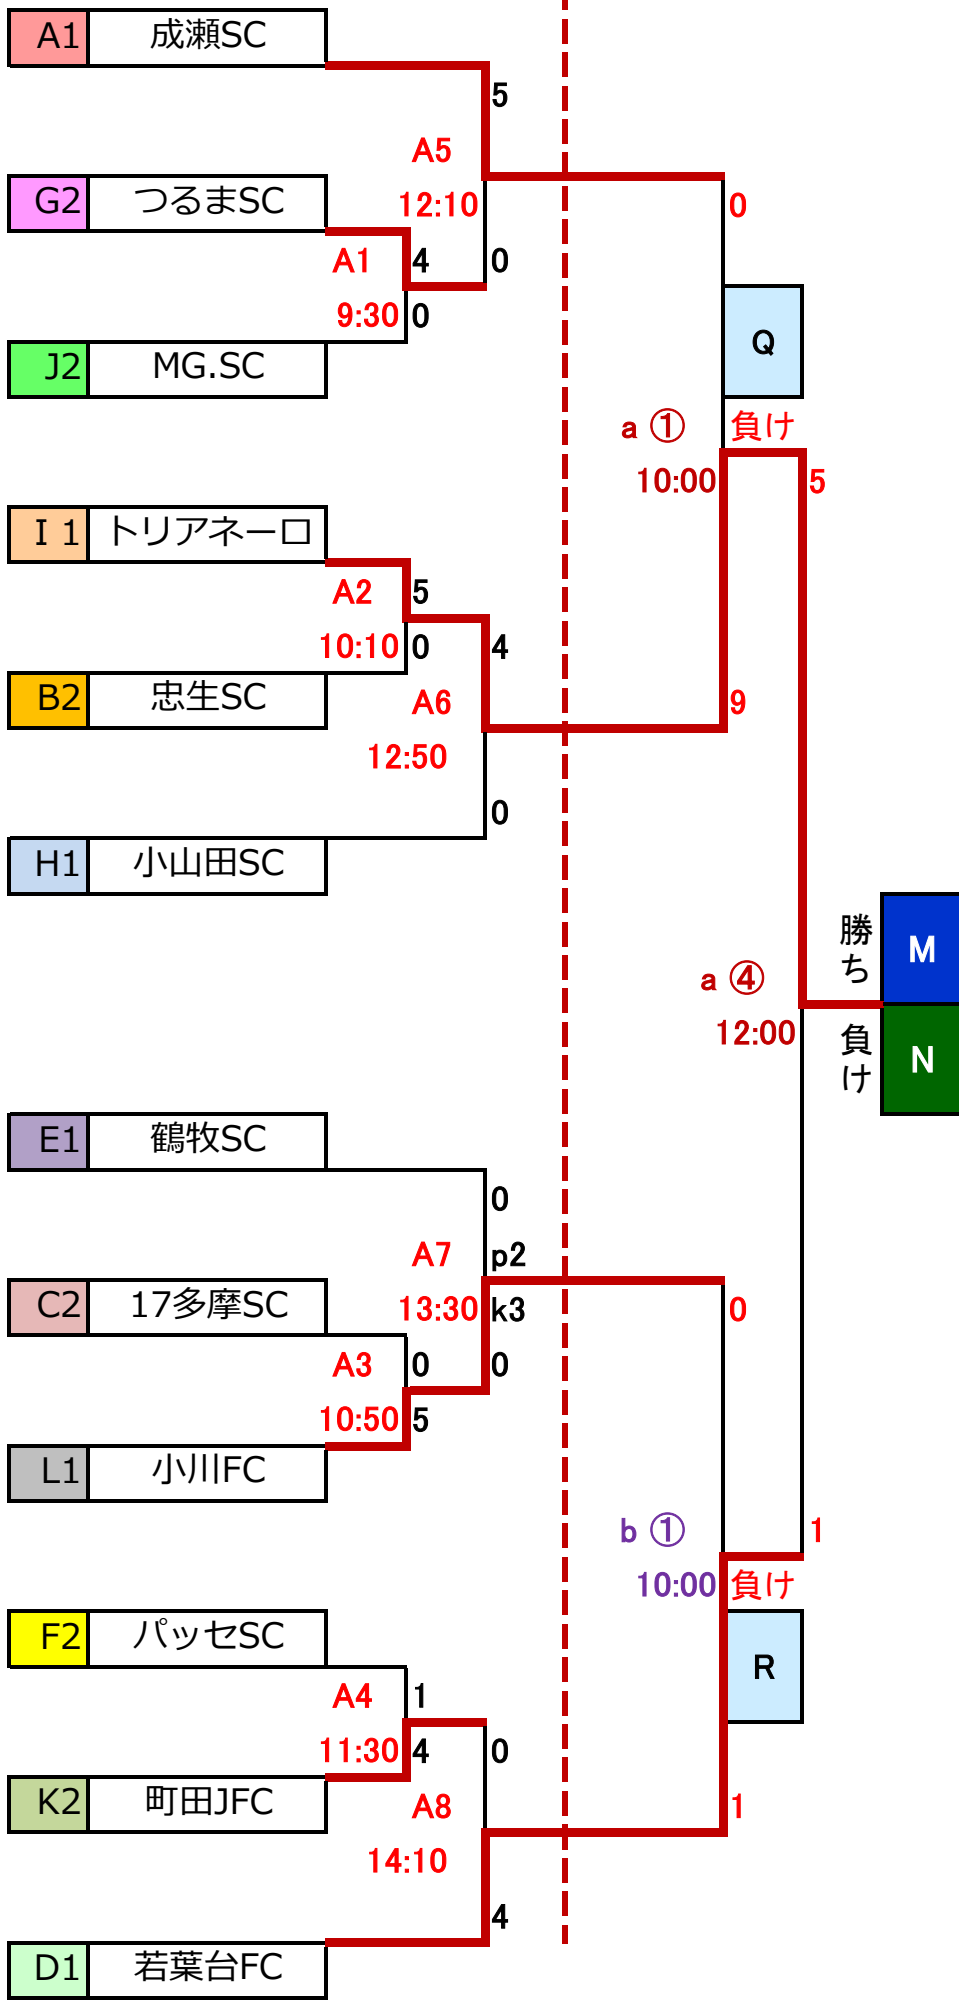 A1 成瀬SC
5
A5
G2 つるまSC
12:10
0
A1 4
0
9:30 0
Q
J2 MG.SC
a ① 負け
10:00
5
I 1 トリアネーロ
A2 5
10:10 0
4
B2 忠生SC
A6
9
12:50
0
H1 小山田SC
勝ち
M
a ④
12:00
負け
N
E1 鶴牧SC
0
A7 p2
C2 17多摩SC
13:30 k3
0
A3 0
0
10:50 5
L1 小川FC
b ①
1
10:00 負け
F2 パッセSC
R
A4 1
11:30 4
0
K2 町田JFC
A8
1
14:10
4
D1 若葉台FC